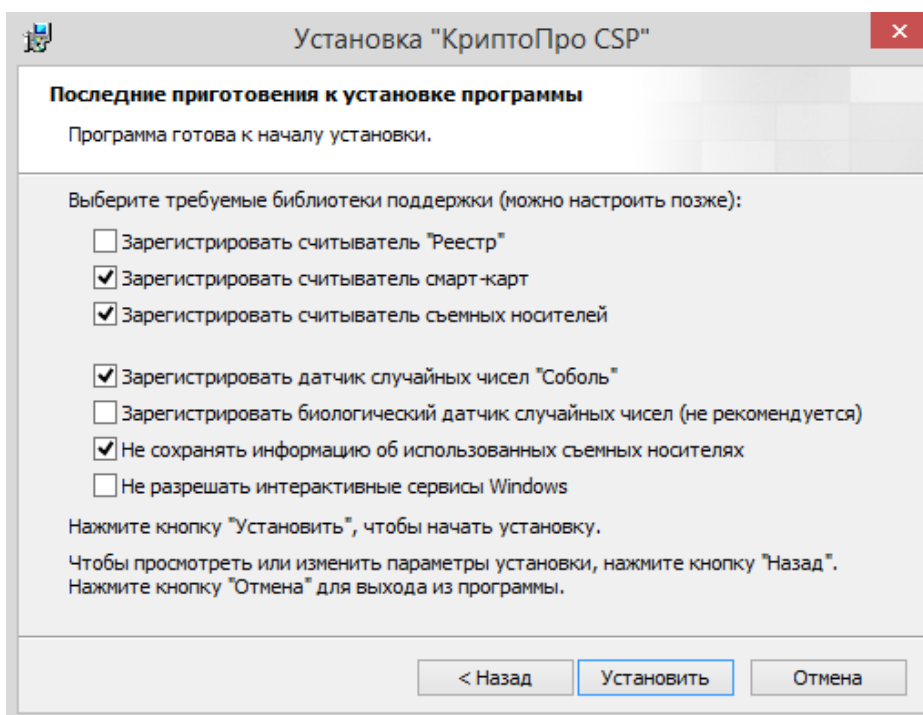 Установка "КриптоПро CSP"
Последние приготовения к установке программы
Программа готова к началу установки.
Выберите требуемые библиотеки поддержки (можно настроить позже):
Зарегистрировать считыватель "Реестр"
Зарегистрировать считыватель смарт-карт
Зарегистрировать считыватель съемных носителей
Зарегистрировать датчик случайных чисел "Соболь"
Зарегистрировать биологический датчик случайных чисел (не рекомендуется)
Не сохранять информацию об использованных съемных носителях
Не разрешать интерактивные сервисы Windows
Нажмите кнопку "Установить", чтобы начать установку.
Чтобы просмотреть или изменить параметры установки, нажмите кнопку "Назад".
Нажмите кнопку "Отмена" для выхода из программы.
< Назад
Установить
Отмена